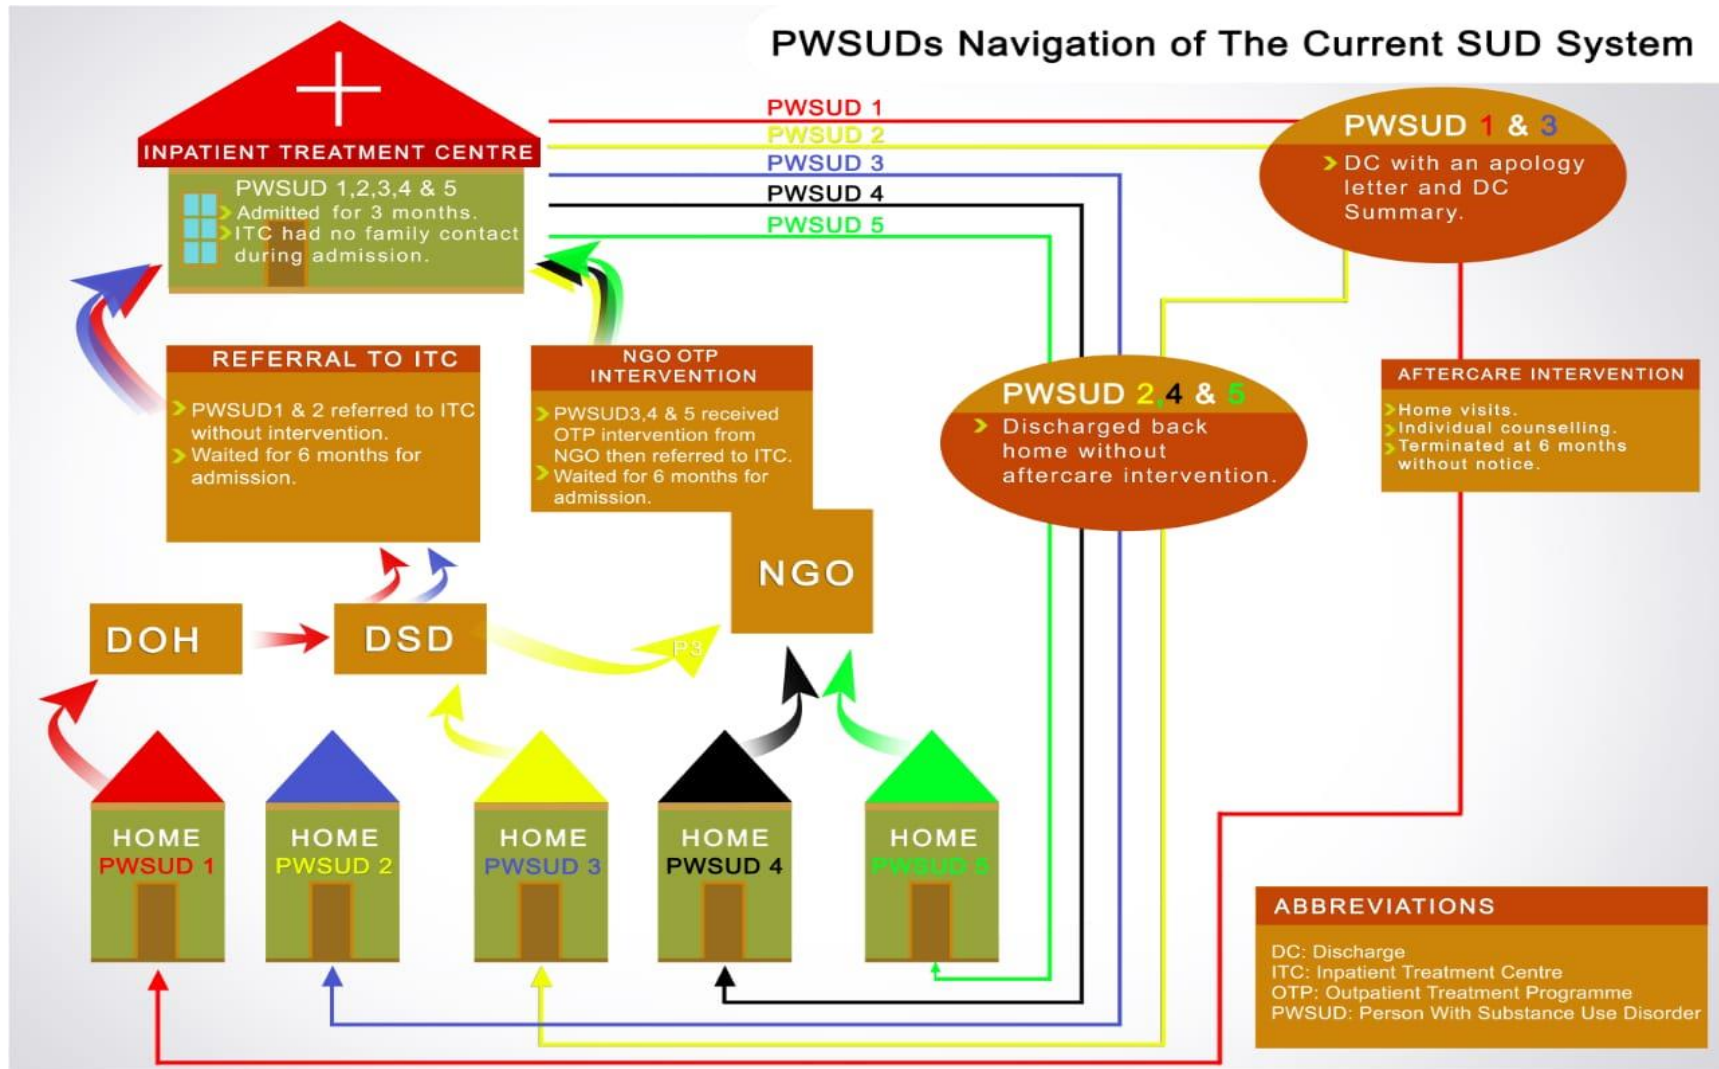 PWSUDs Navigation of The Current SUD System
INPATIENT TREATMENT CENTRE
PWSUD 1,2,3,4 & 5
Admitted for 3 months.
ITC had no family contact
during admission.
PWSUD 1
PWSUD 2
PWSUD 3
PWSUD 4
PWSUD 5
PWSUD 1 & 3
DC with an apology
letter and DC
Summary.
REFERRAL TO ITC
PWSUD1 & 2 referred to ITC
without intervention.
Waited for 6 months for
admission.
NGO OTP
INTERVENTION
PWSUD3,4 & 5 received
OTP intervention from
NGO then referred to ITC.
Waited for 6 months for
admission.
PWSUD 2,4 & 5
Discharged back
home without
aftercare intervention.
AFTERCARE INTERVENTION
Home visits.
Individual counselling.
Terminated at 6 months
without notice.
NGO
DOH
DSD
P3
HOME
PWSUD 1
HOME
PWSUD 2
HOME
PWSUD 3
HOME
PWSUD 4
HOME
PWSUD 5
ABBREVIATIONS
DC: Discharge
ITC: Inpatient Treatment Centre
OTP: Outpatient Treatment Programme
PWSUD: Person With Substance Use Disorder